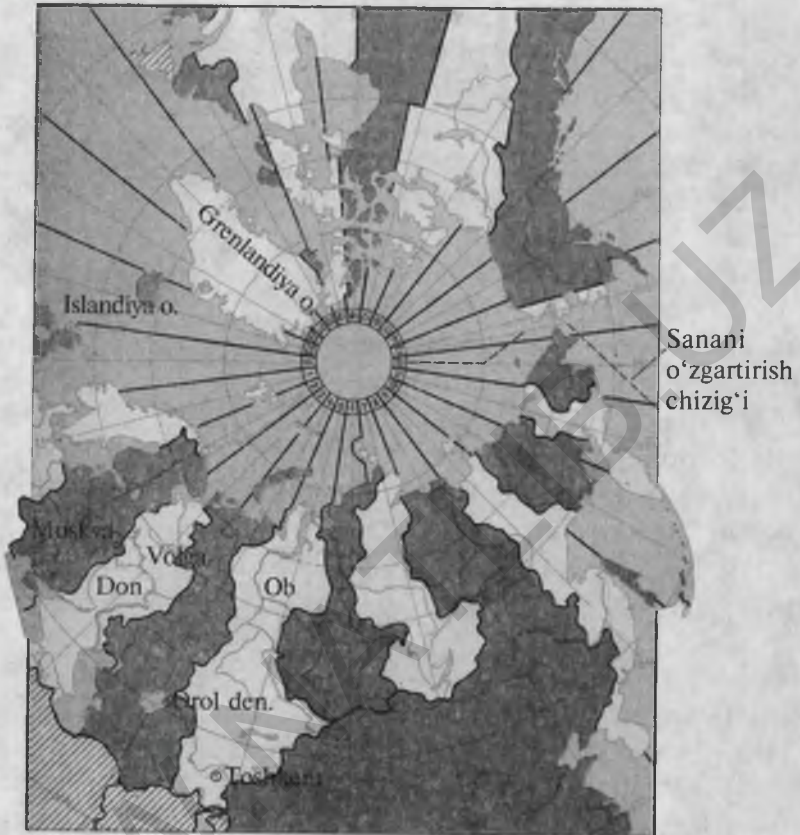 Grenlandiya o.
Islandiya o.
Sanani
o‘zgartirish
chizig‘i
Moskva
Volga
Don
Ob
Orol den.
Toshkent